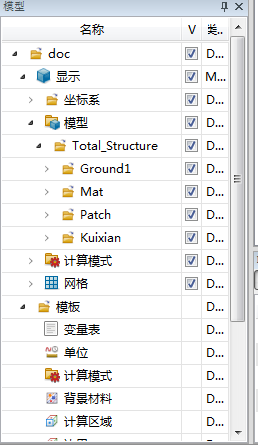 模型
名称 V 类..
doc D...
显示 M...
坐标系 D...
模型 D...
Total_Structure D...
Ground1 D...
Mat D...
Patch D...
Kuixian D...
计算模式 D...
网格 D...
模板 D...
变量表 D...
单位 D...
计算模式 D...
背景材料 D...
计算区域 D...